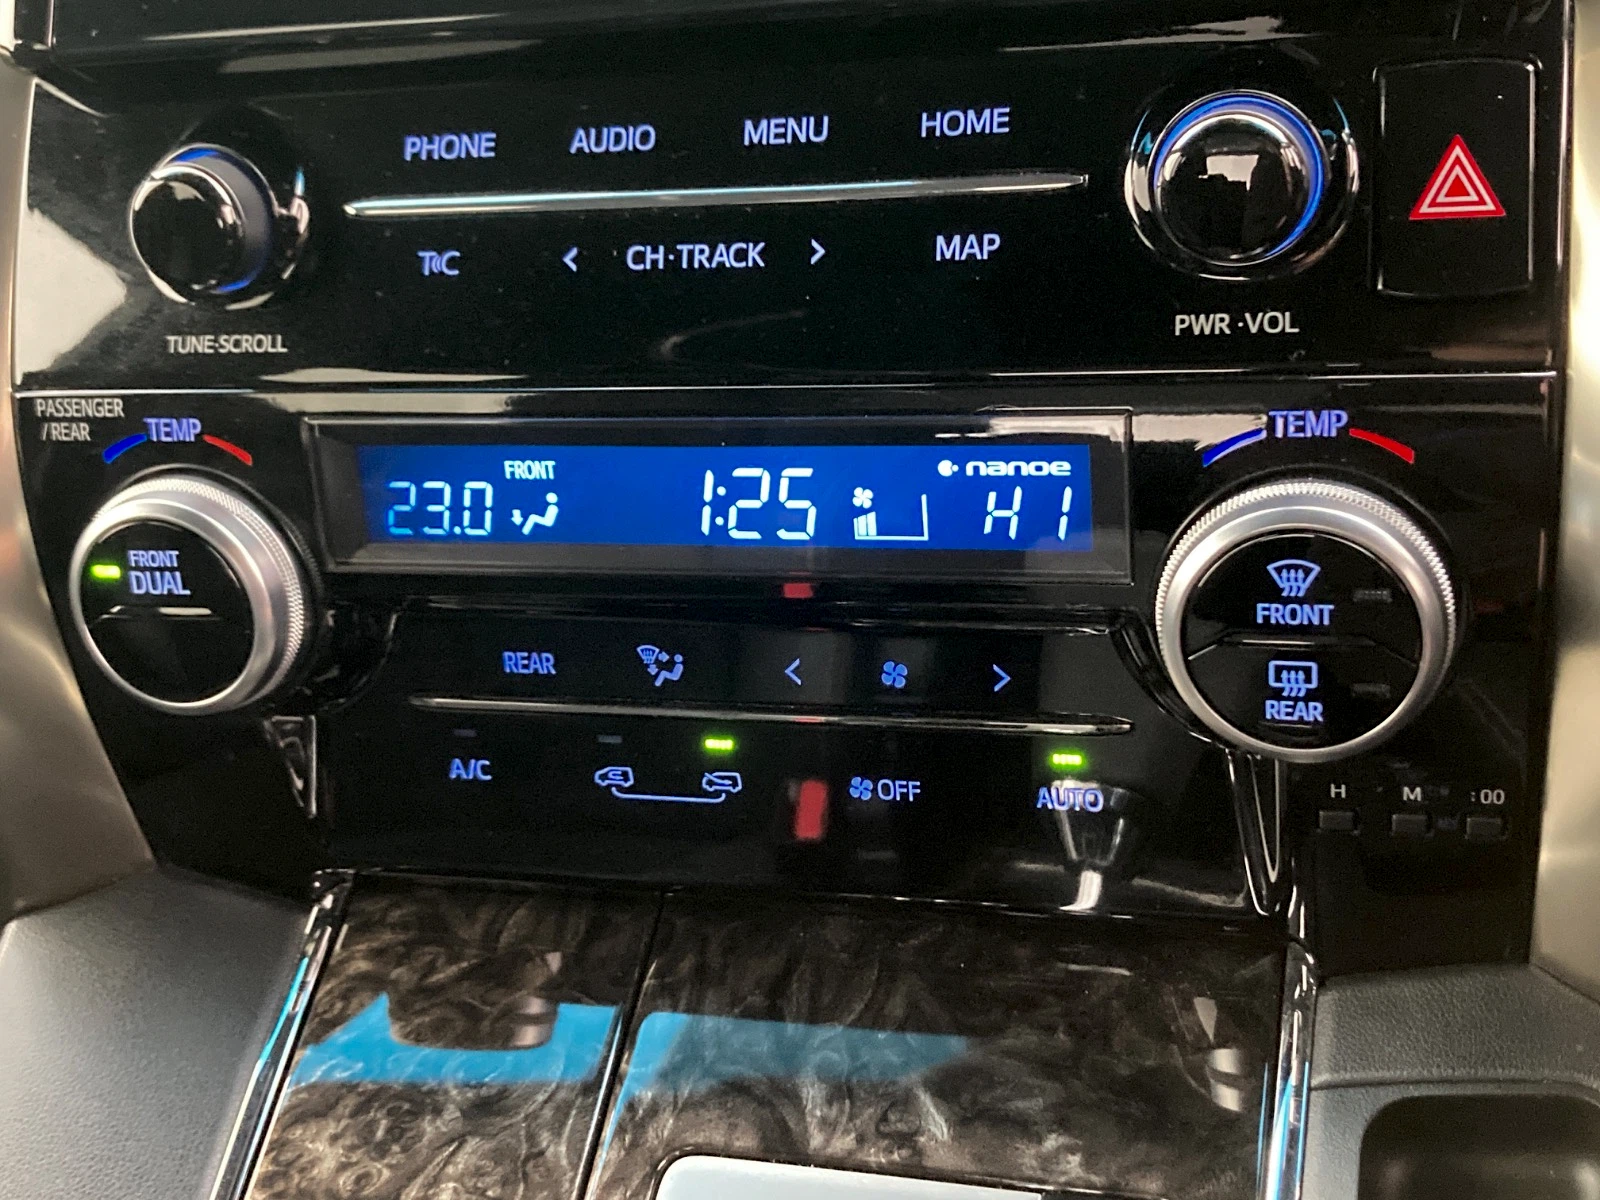 PHONE AUDIO MENU HOME
T C < CH·TRACK > MAP
TUNE·SCROLL
PWR·VOL
PASSENGER
/REAR
TEMP
TEMP
FRONT
nanoe
23.0 1:25 HI
FRONT
DUAL
FRONT
REAR
REAR < >
A/C OFF AUTO
H M :00